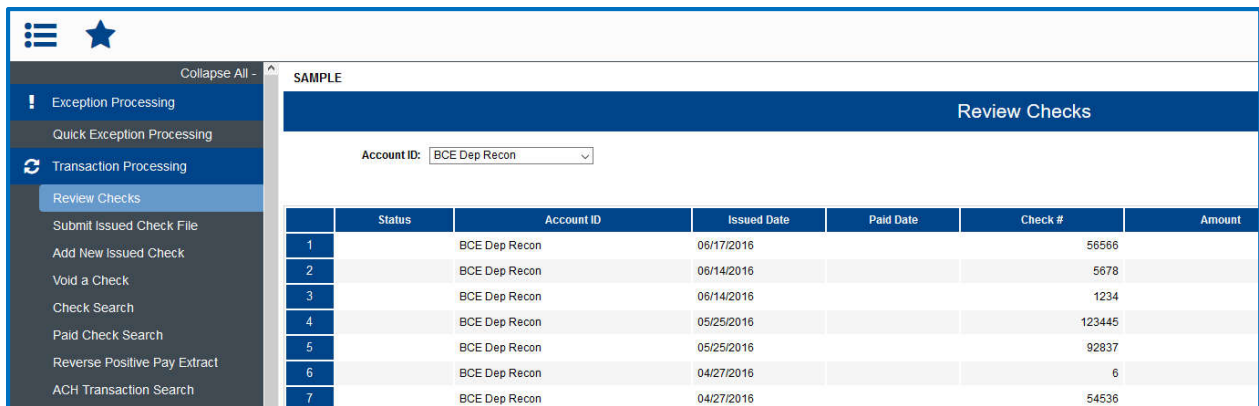 Collapse All -
Exception Processing
Quick Exception Processing
Transaction Processing
Review Checks
Submit Issued Check File
Add New Issued Check
Void a Check
Check Search
Paid Check Search
Reverse Positive Pay Extract
ACH Transaction Search
SAMPLE
Review Checks
Account ID: BCE Dep Recon
Status Account ID Issued Date Paid Date Check # Amount
1 BCE Dep Recon 06/17/2016 56566
2 BCE Dep Recon 06/14/2016 5678
3 BCE Dep Recon 06/14/2016 1234
4 BCE Dep Recon 05/25/2016 123445
5 BCE Dep Recon 05/25/2016 92837
6 BCE Dep Recon 04/27/2016 6
7 BCE Dep Recon 04/27/2016 54536